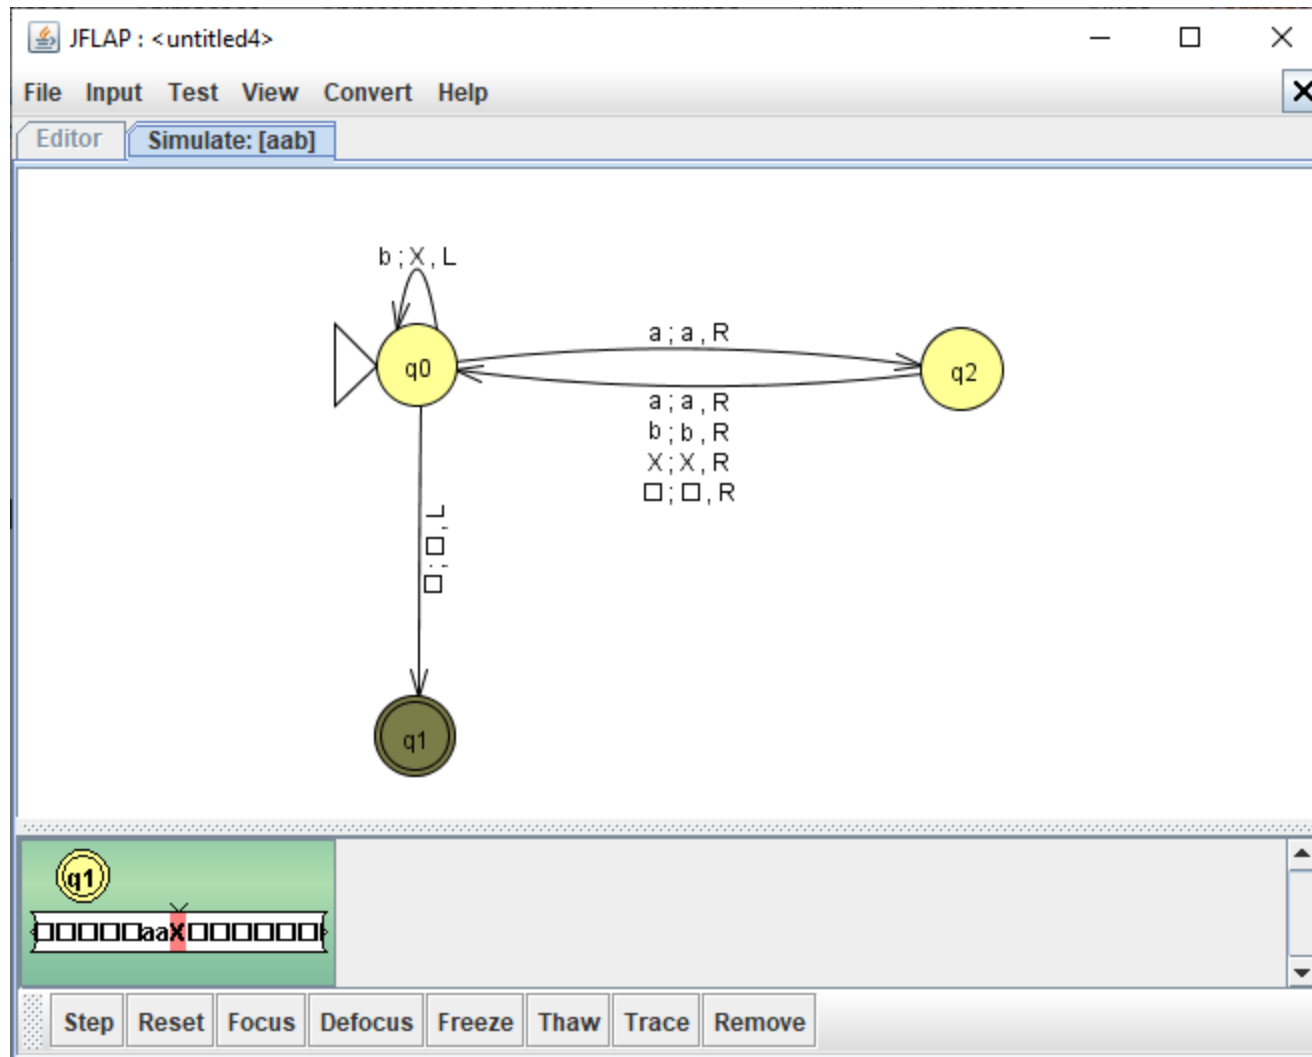 JFLAP : <untitled4>
File Input Test View Convert Help
Editor Simulate: [aab]
b ; X , L
q0
a ; a , R
q2
a ; a , R
b ; b , R
X ; X , R
□ ; □ , R
□ ; □ , L
q1
q1
□□□□□aaX□□□□□□
Step Reset Focus Defocus Freeze Thaw Trace Remove